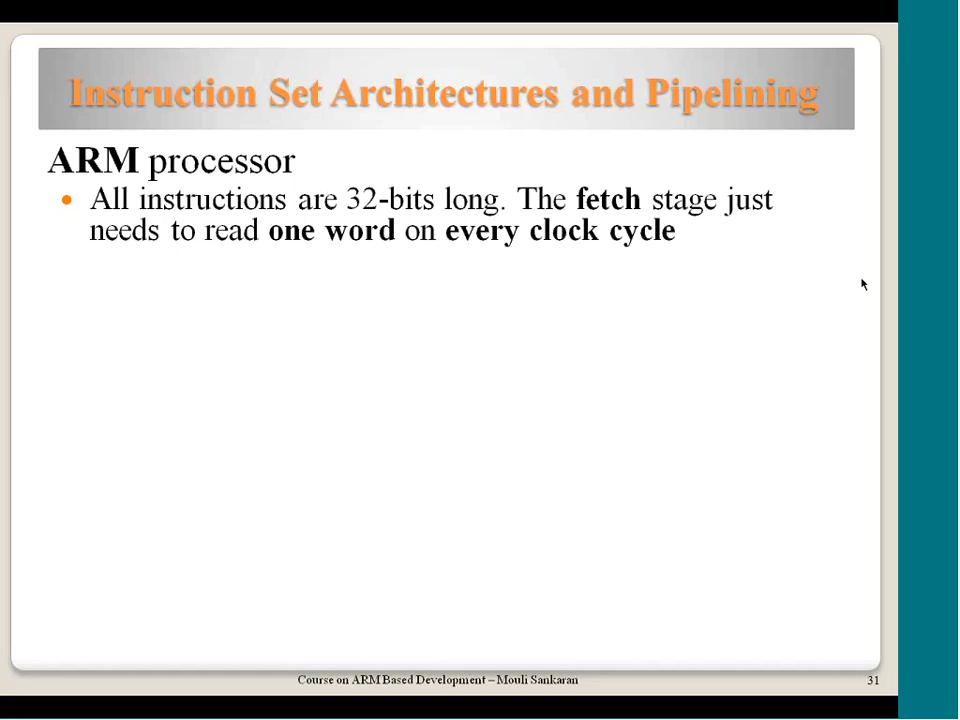 Instruction Set Architectures and Pipelining
ARM processor
• All instructions are 32-bits long. The fetch stage just
needs to read one word on every clock cycle
Course on ARM Based Development – Mouli Sankaran
31